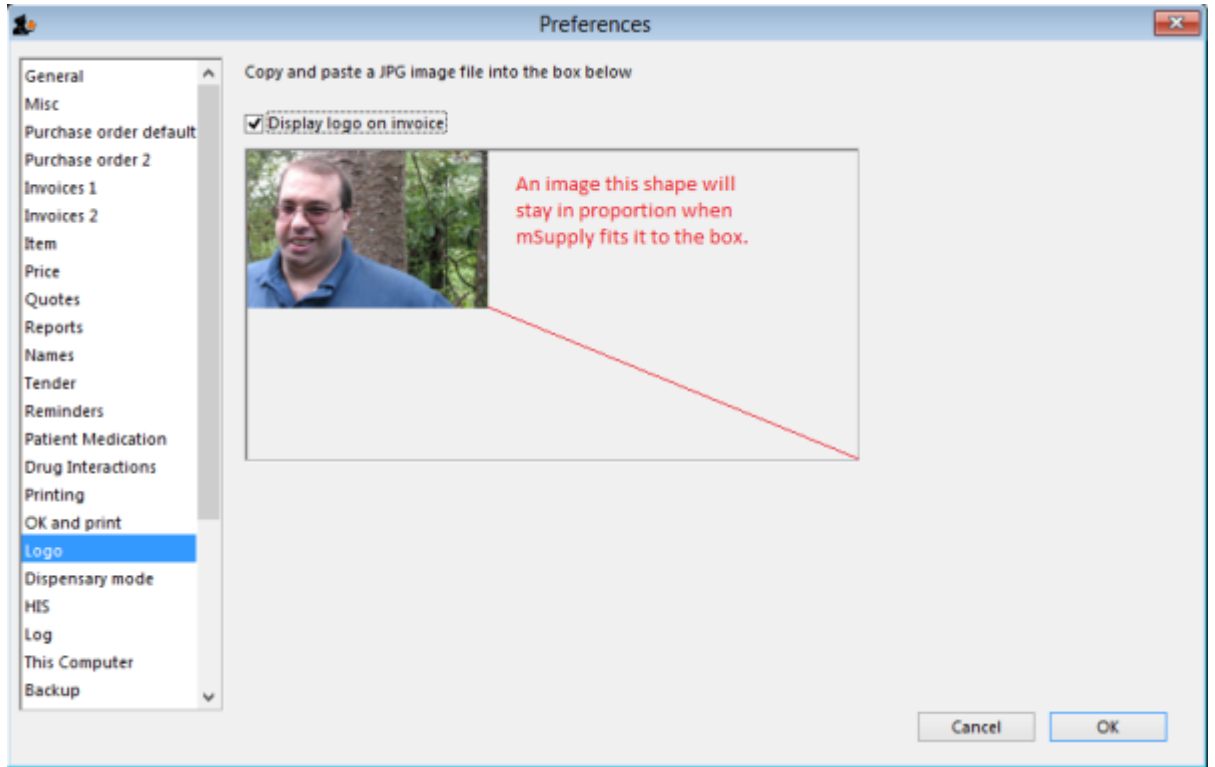 Preferences
General
Misc
Purchase order default
Purchase order 2
Invoices 1
Invoices 2
Item
Price
Quotes
Reports
Names
Tender
Reminders
Patient Medication
Drug Interactions
Printing
OK and print
Logo
Dispensary mode
HIS
Log
This Computer
Backup
Copy and paste a JPG image file into the box below
Display logo on invoice
An image this shape will
stay in proportion when
mSupply fits it to the box.
Cancel
OK